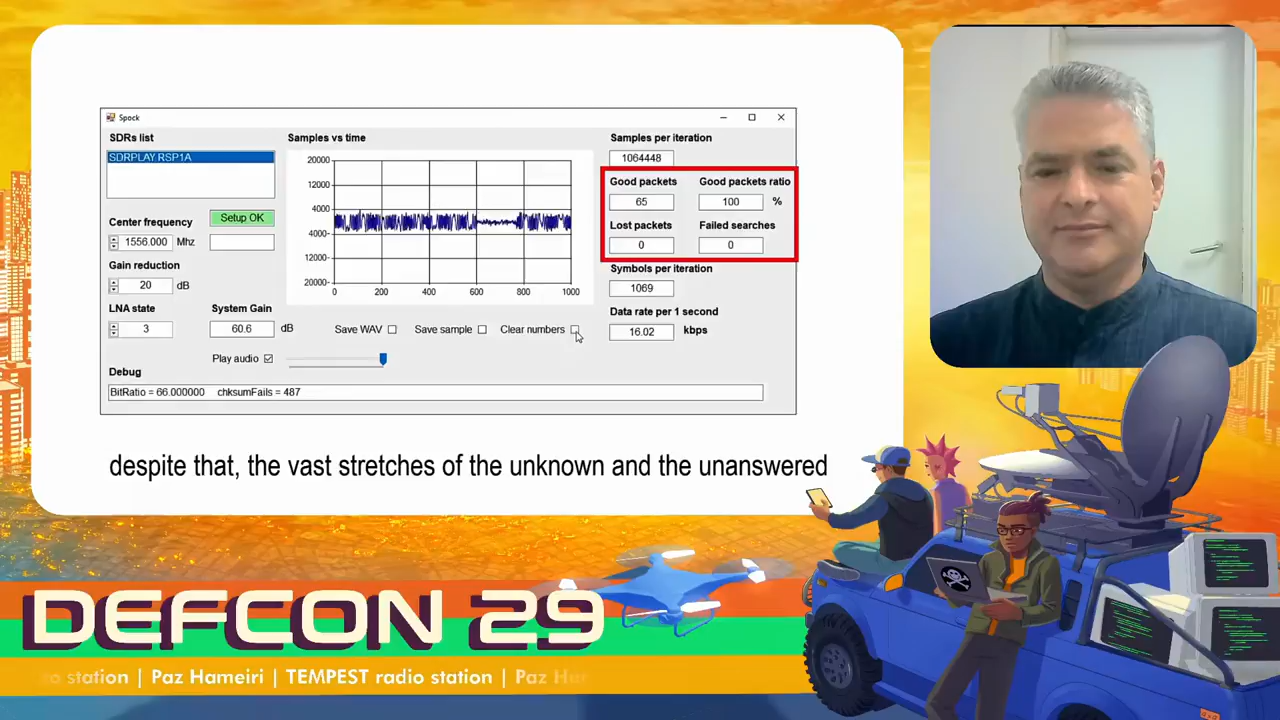 Spock
SDRs list
SDRPLAY RSP1A
Center frequency
Setup OK
1556.000 Mhz
Gain reduction
20 dB
LNA state
System Gain
3
60.6 dB
Samples vs time
20000
12000
4000
4000-
12000-
20000-
0 200 400 600 800 1000
Save WAV
Save sample
Clear numbers
Play audio
Samples per iteration
1064448
Good packets
Good packets ratio
65
100 %
Lost packets
Failed searches
0
0
Symbols per iteration
1069
Data rate per 1 second
16.02 kbps
Debug
BitRatio = 66.000000 chksumFails = 487
despite that, the vast stretches of the unknown and the unanswered
DEFCON 29
o station | Paz Hameiri | TEMPEST radio station | Paz Ham